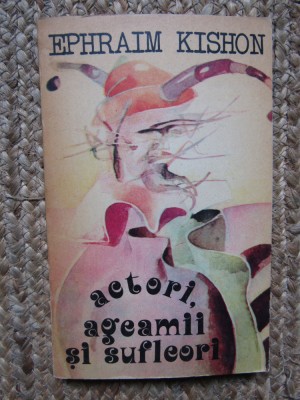 EPHRAIM KISHON
actori,
ageamii
și sufleori